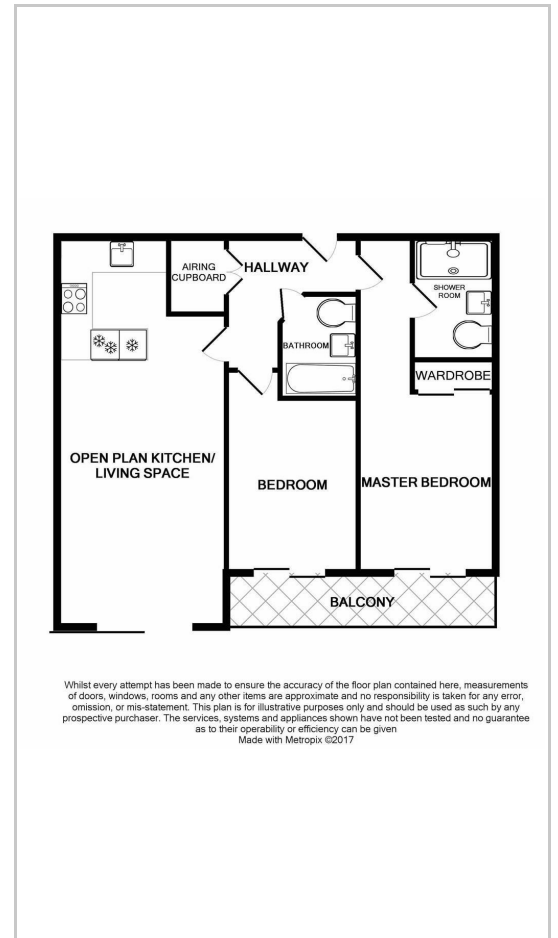 AIRING
CUPBOARD
HALLWAY
SHOWER
ROOM
BATHROOM
WARDROBE
OPEN PLAN KITCHEN/
LIVING SPACE
BEDROOM
MASTER BEDROOM
BALCONY
Whilst every attempt has been made to ensure the accuracy of the floor plan contained here, measurements
of doors, windows, rooms and any other items are approximate and no responsibility is taken for any error,
omission, or mis-statement. This plan is for illustrative purposes only and should be used as such by any
prospective purchaser. The services, systems and appliances shown have not been tested and no guarantee
as to their operability or efficiency can be given
Made with Metropix ©2017